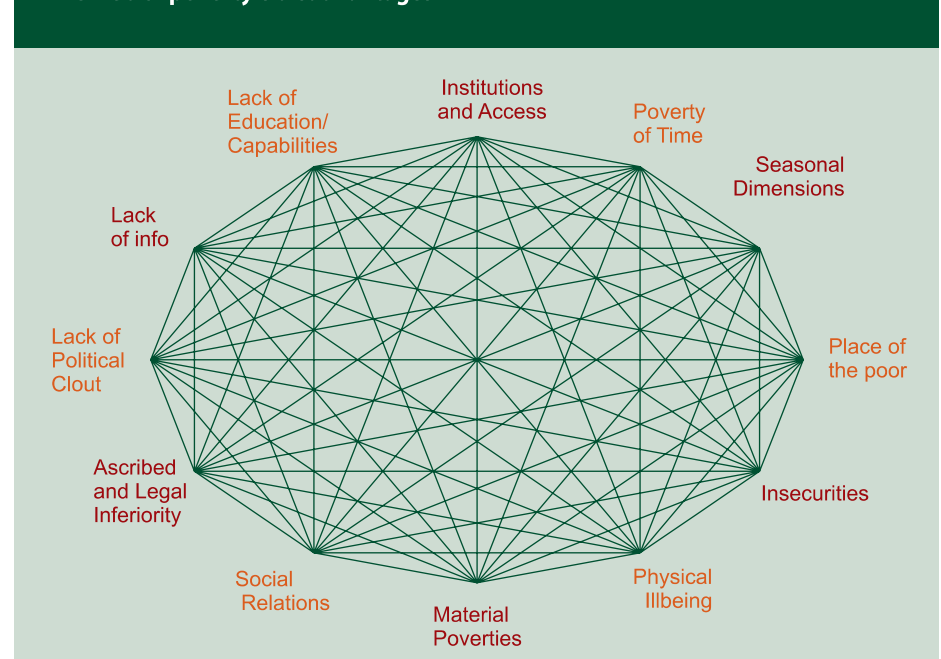 Institutions
and Access
Lack of
Education/
Capabilities
Poverty
of Time
Seasonal
Dimensions
Lack
of info
Lack of
Political
Clout
Place of
the poor
Ascribed
and Legal
Inferiority
Insecurities
Social
Relations
Physical
Illbeing
Material
Poverties